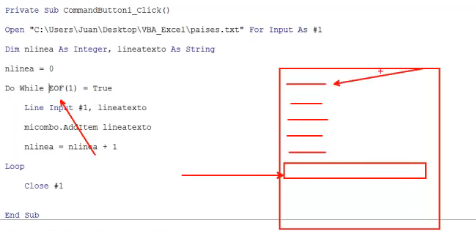 Private Sub CommandButton1_Click()
Open "C:\Users\Juan\Desktop\VBA_Excel\paises.txt" For Input As #1
Dim nlinea As Integer, lineatexto As String
nlinea = 0
Do While EOF(1) = True
Line Input #1, lineatexto
micombo.AddItem lineatexto
nlinea = nlinea + 1
Loop
Close #1
End Sub